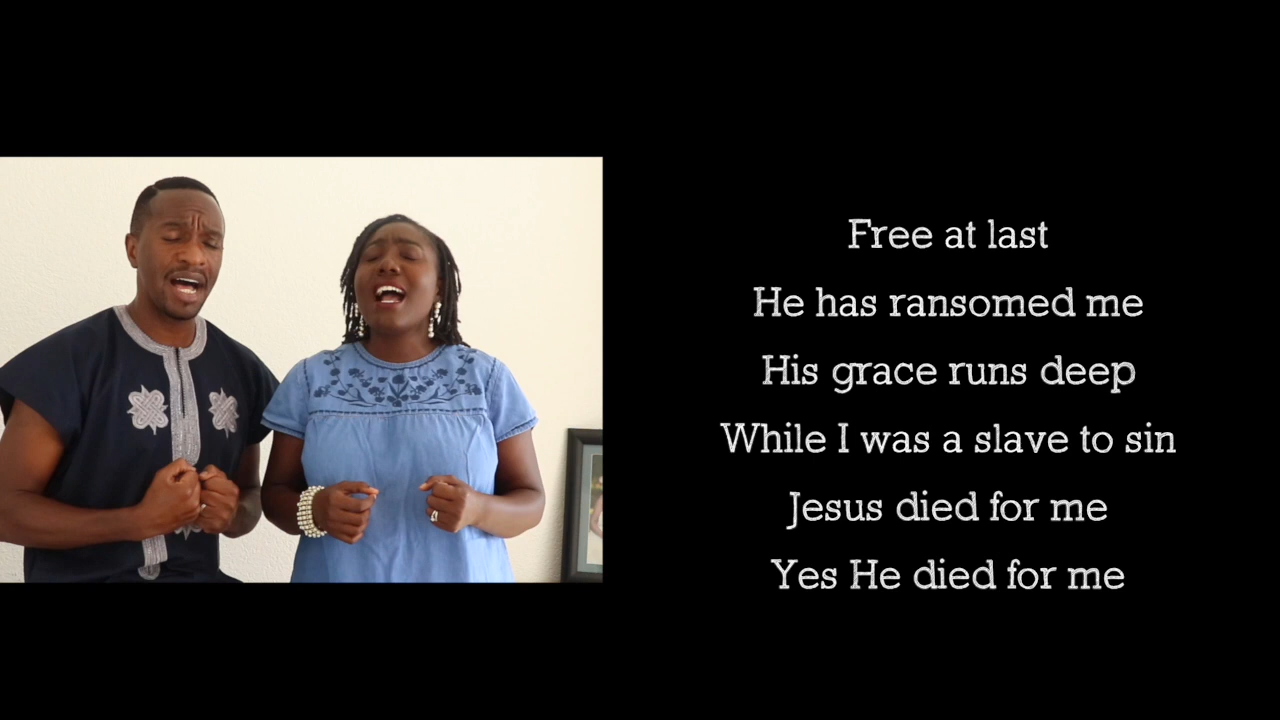 Free at last
He has ransomed me
His grace runs deep
While I was a slave to sin
Jesus died for me
Yes He died for me